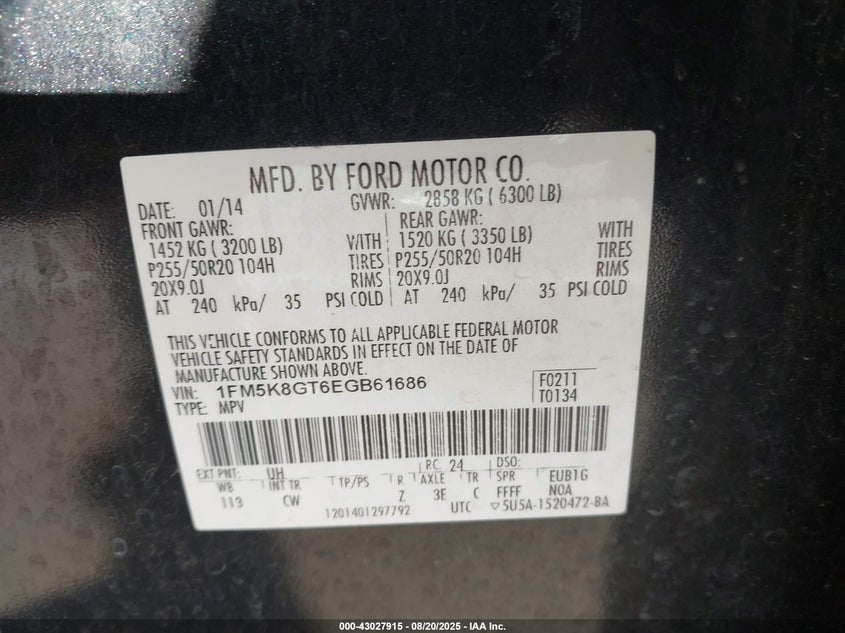 MFD. BY FORD MOTOR CO.
DATE: 01/14 GVWR: 2858 KG ( 6300 LB)
FRONT GAWR: REAR GAWR:
1452 KG ( 3200 LB) WITH 1520 KG ( 3350 LB) WITH
P255/50R20 104H TIRES P255/50R20 104H TIRES
20X9.0J RIMS 20X9.0J RIMS
AT 240 kPa/ 35 PSI COLD AT 240 kPa/ 35 PSI COLD
THIS VEHICLE CONFORMS TO ALL APPLICABLE FEDERAL MOTOR
VEHICLE SAFETY STANDARDS IN EFFECT ON THE DATE OF
MANUFACTURE SHOWN ABOVE.
VIN: 1FM5K8GT6EGB61686 F0211
TYPE: MPV T0134
EXT PNT: UH RC: 24 DSO:
WB INT TR TP/PS R AXLE TR SPR EUB1G
113 CW Z 3E C FFFF NOA
1201401297792 UTC ▽5U5A-1520472-BA
000-43027915 - 08/20/2025 - IAA Inc.